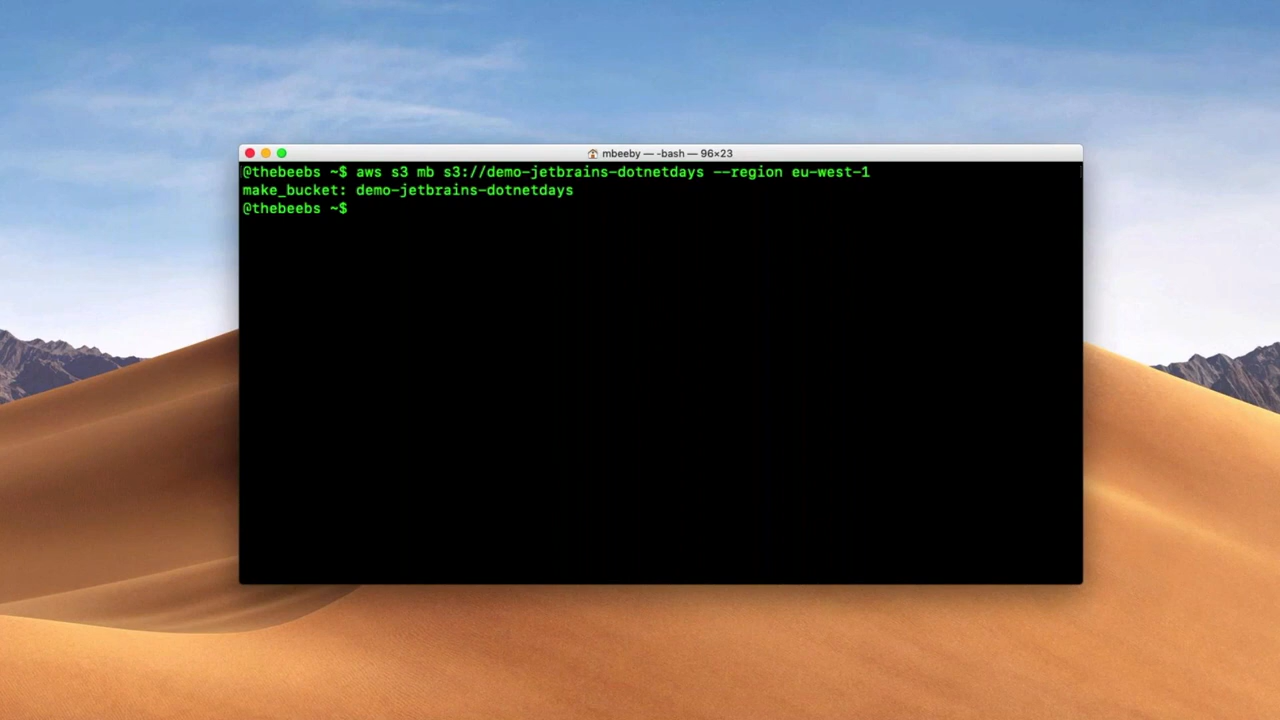 mbeeby — -bash — 96×23
@thebeebs ~$ aws s3 mb s3://demo-jetbrains-dotnetdays --region eu-west-1
make_bucket: demo-jetbrains-dotnetdays
@thebeebs ~$